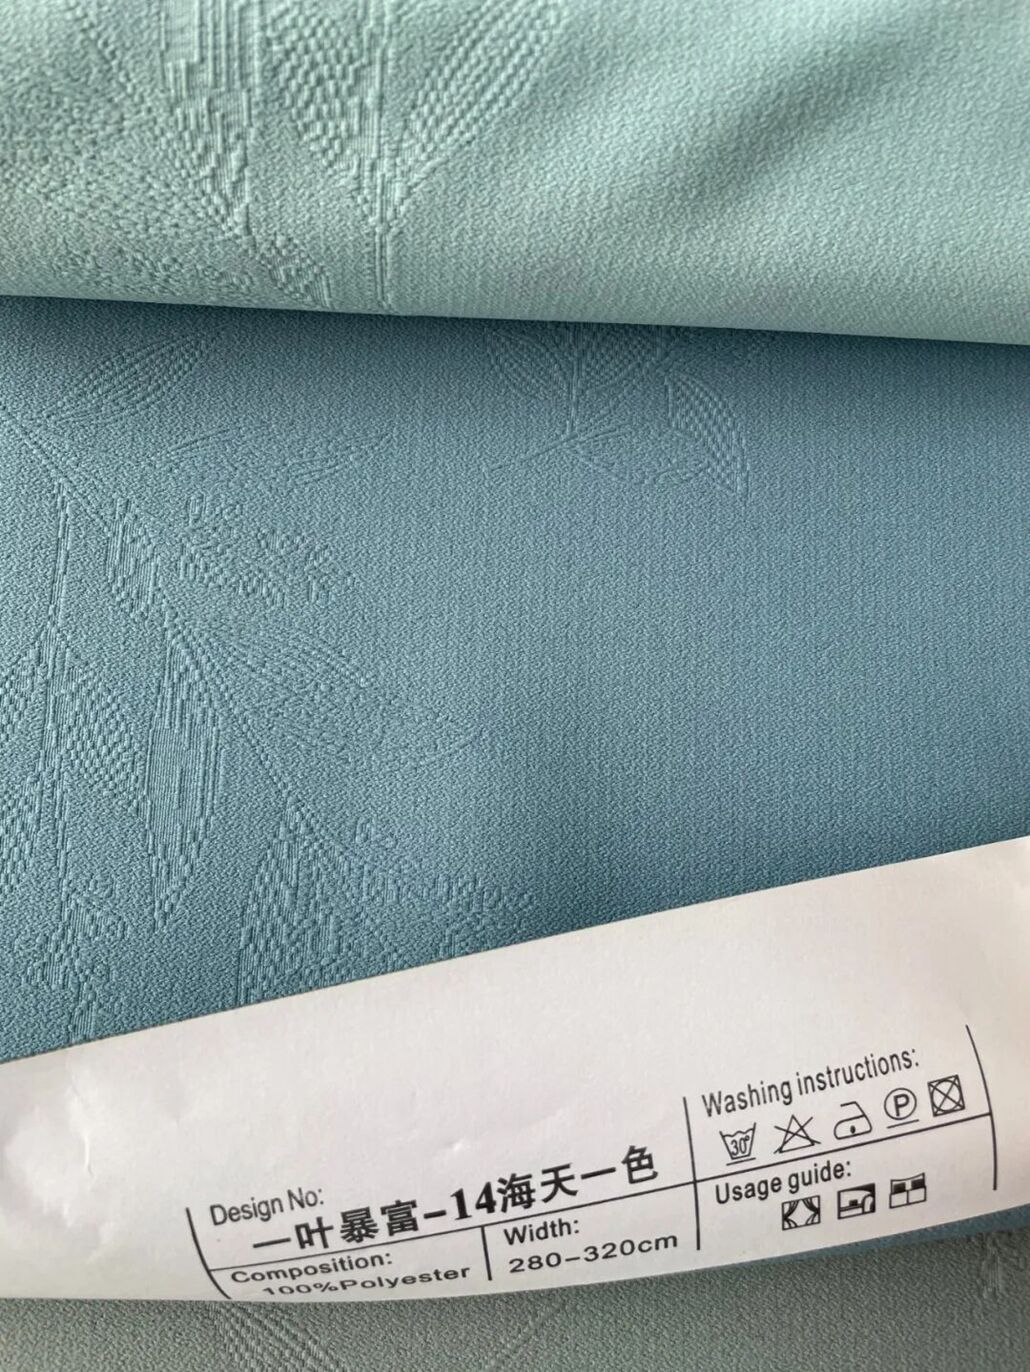 Design No:
一叶暴富-14海天一色
Composition:
100%Polyester
Width:
280-320cm
Washing instructions:
30°
P
Usage guide: